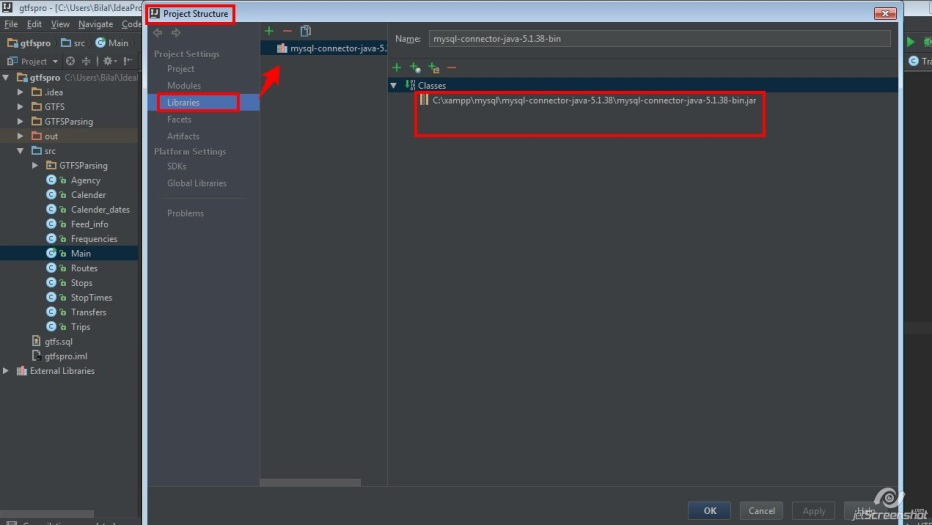 gtfspro - [C:\Users\Bilal\IdeaPro
File Edit View Navigate Code
gtfspro src Main
Project
gtfspro C:\Users\Bilal\Ideal
.idea
GTFS
GTFSParsing
out
src
GTFSParsing
Agency
Calender
Calender_dates
Feed_info
Frequencies
Main
Routes
Stops
StopTimes
Transfers
Trips
gtfs.sql
gtfspro.iml
External Libraries
Project Structure
Project Settings
Project
Modules
Libraries
Facets
Artifacts
Platform Settings
SDKs
Global Libraries
Problems
mysql-connector-java-5.
Name: mysql-connector-java-5.1.38-bin
Classes
C:\xampp\mysql\mysql-connector-java-5.1.38\mysql-connector-java-5.1.38-bin.jar
OK Cancel Apply Help
Tra
jetScreenshot